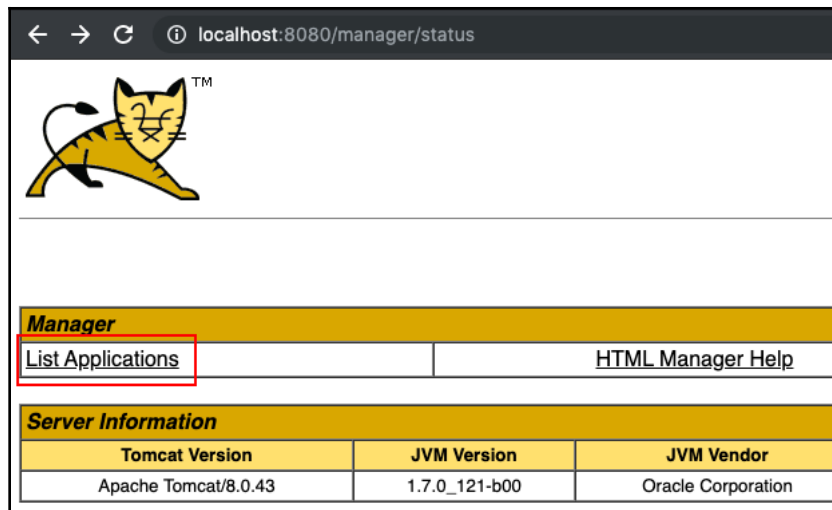 localhost:8080/manager/status
TM
Manager
List Applications HTML Manager Help
Server Information
Tomcat Version JVM Version JVM Vendor
Apache Tomcat/8.0.43 1.7.0_121-b00 Oracle Corporation